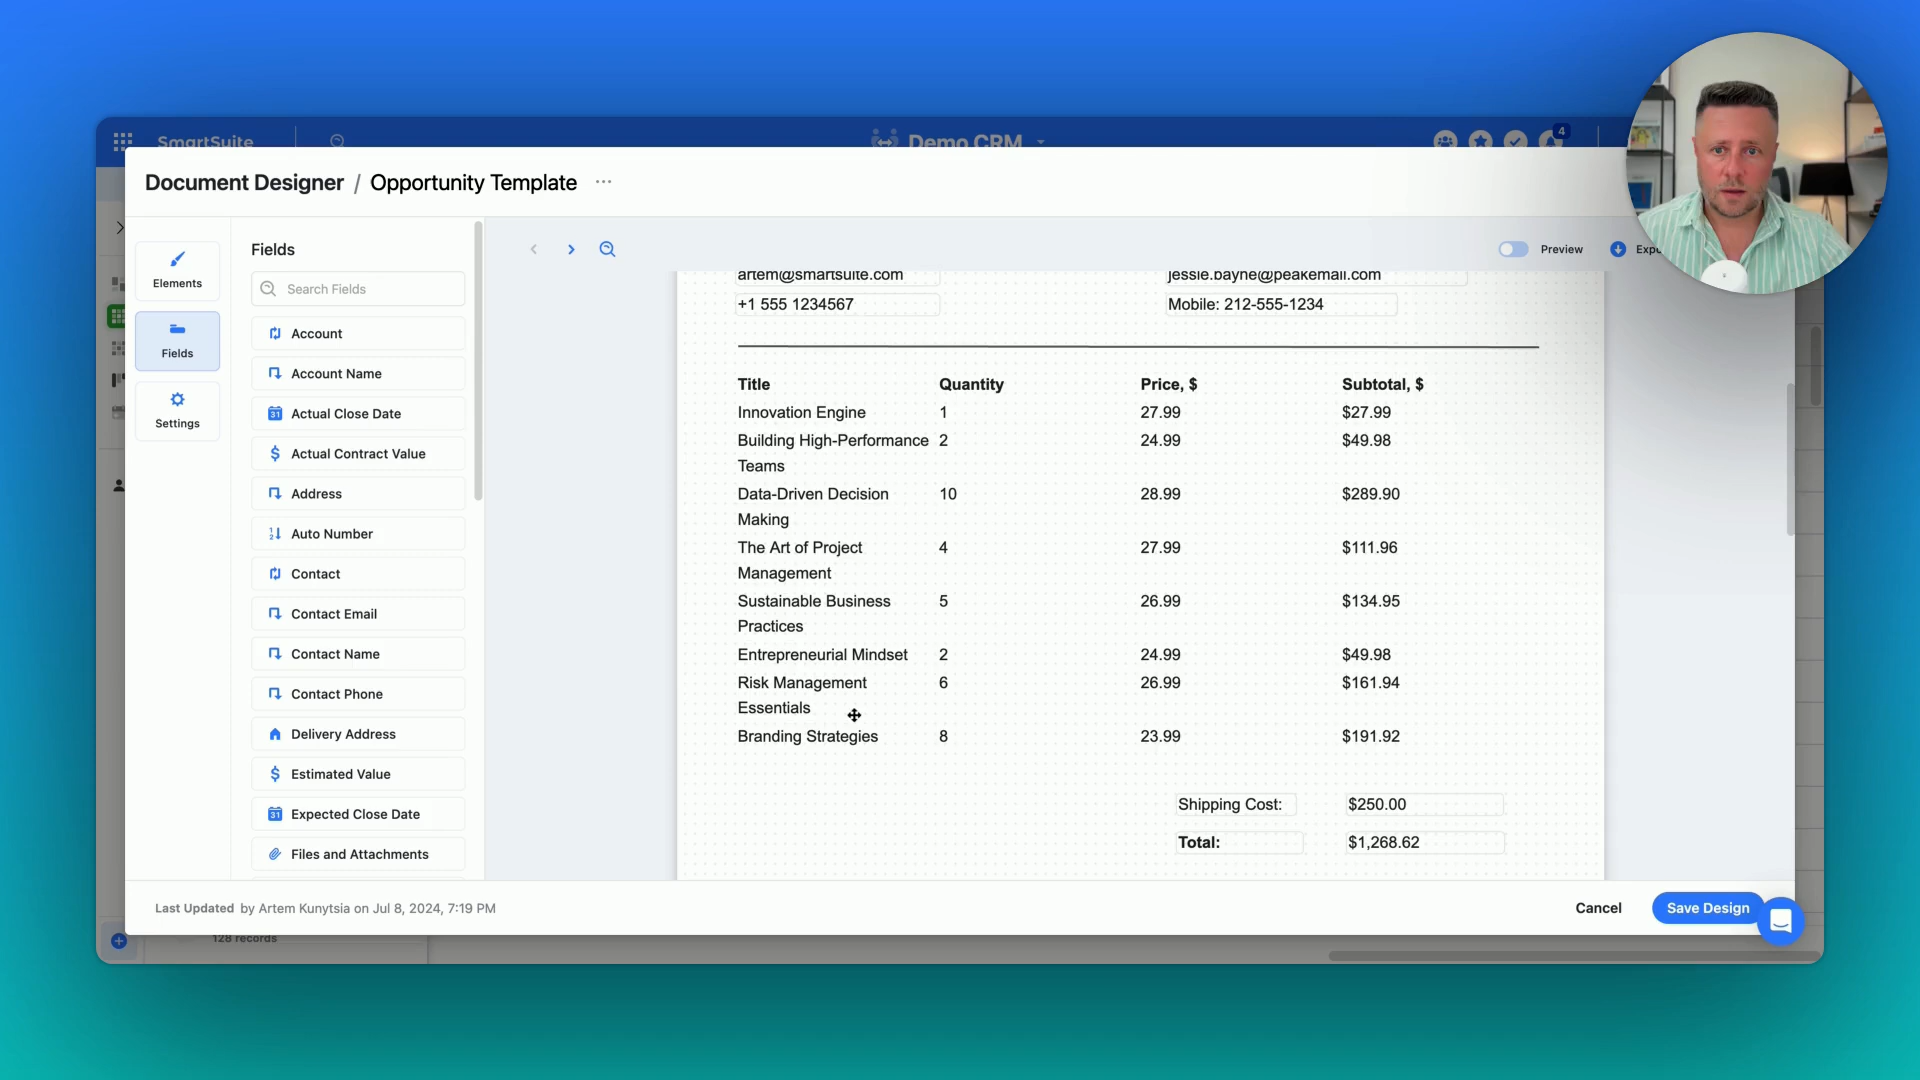 SmartSuite
Demo CRM
4
Document Designer / Opportunity Template ...
Elements
Fields
Settings
Fields
Search Fields
Account
Account Name
Actual Close Date
Actual Contract Value
Address
Auto Number
Contact
Contact Email
Contact Name
Contact Phone
Delivery Address
Estimated Value
Expected Close Date
Files and Attachments
Preview
Expo
artem@smartsuite.com jessie.bayne@peakemail.com
+1 555 1234567 Mobile: 212-555-1234
Title Quantity Price, $ Subtotal, $
Innovation Engine 1 27.99 $27.99
Building High-Performance 2 24.99 $49.98
Teams
Data-Driven Decision 10 28.99 $289.90
Making
The Art of Project 4 27.99 $111.96
Management
Sustainable Business 5 26.99 $134.95
Practices
Entrepreneurial Mindset 2 24.99 $49.98
Risk Management 6 26.99 $161.94
Essentials
Branding Strategies 8 23.99 $191.92
Shipping Cost: $250.00
Total: $1,268.62
Last Updated by Artem Kunytsia on Jul 8, 2024, 7:19 PM
Cancel
Save Design
128 records